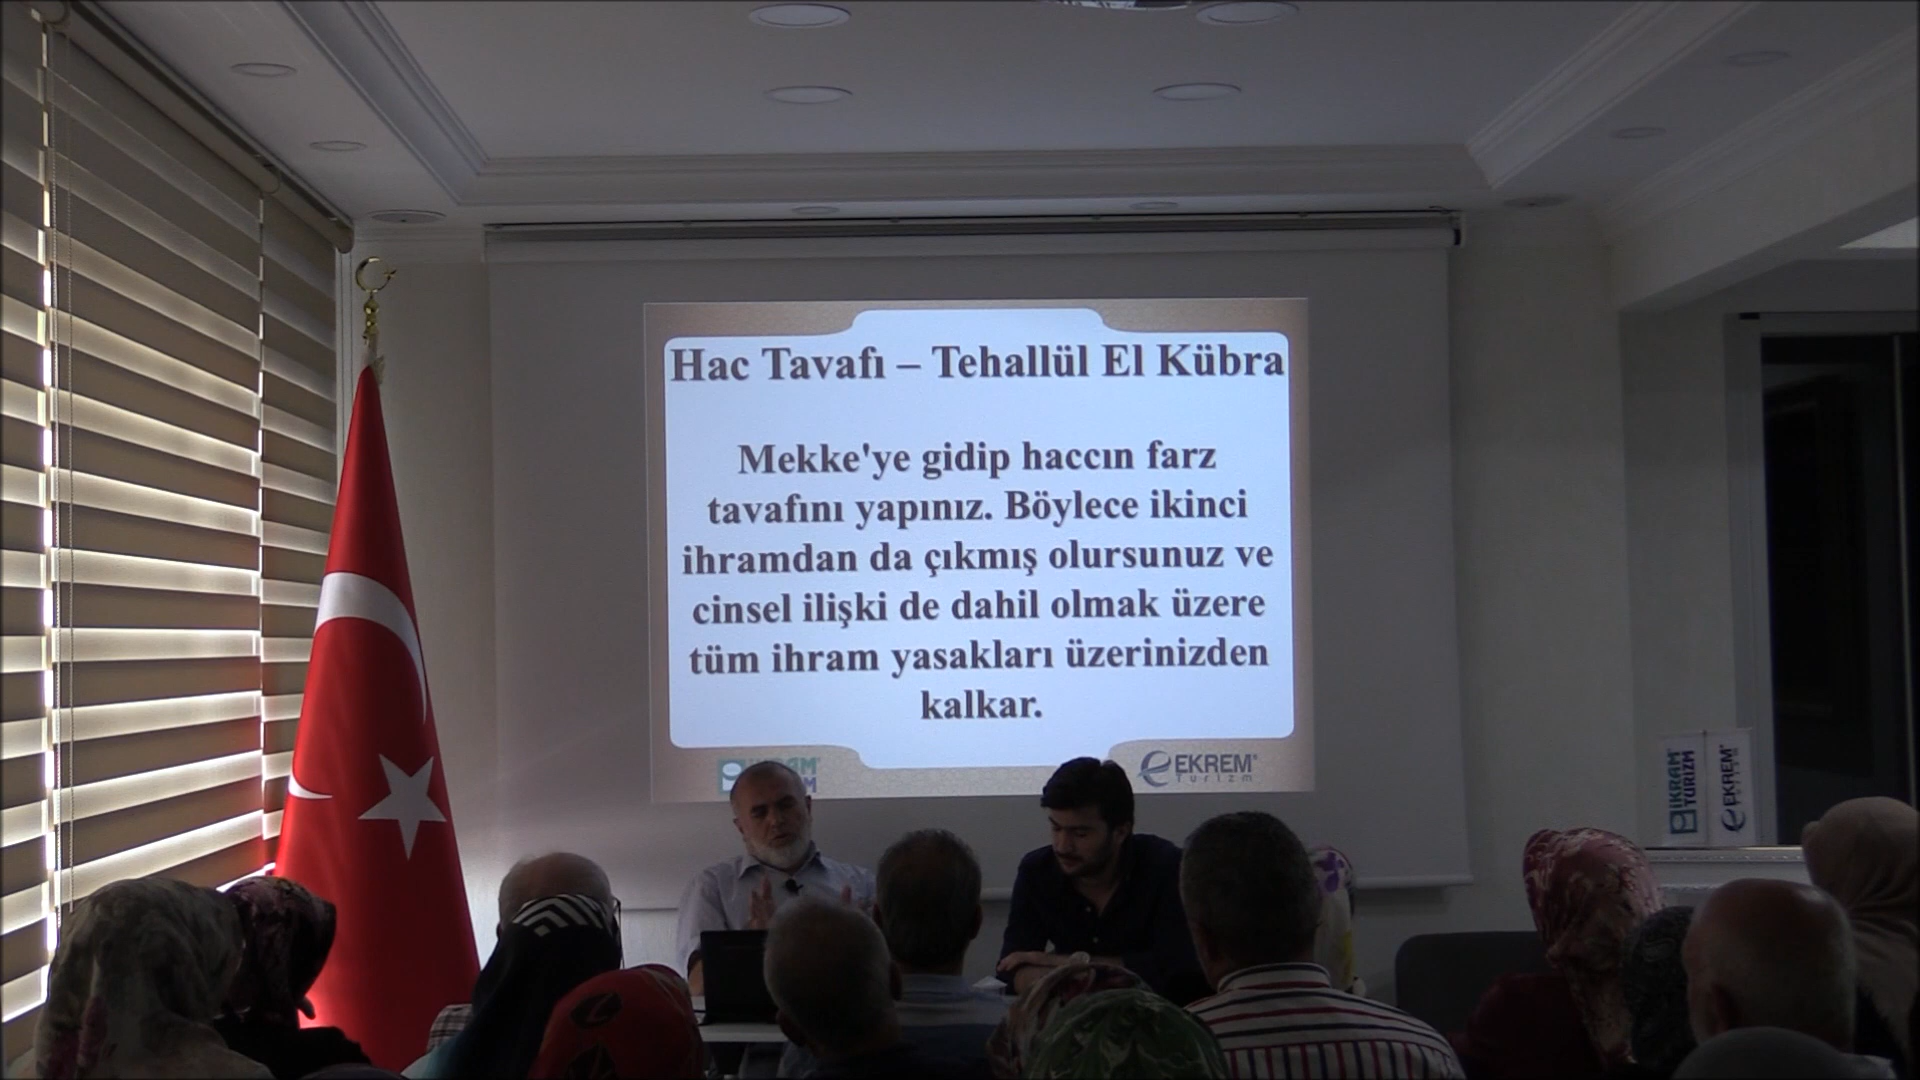 Hac Tavafı – Tehallül El Kübra
Mekke'ye gidip haccın farz
tavafını yapınız. Böylece ikinci
ihramdan da çıkmış olursunuz ve
cinsel ilişki de dahil olmak üzere
tüm ihram yasakları üzerinizden
kalkar.
EKREM
Turizm
İKRAM
TURİZM
EKREM